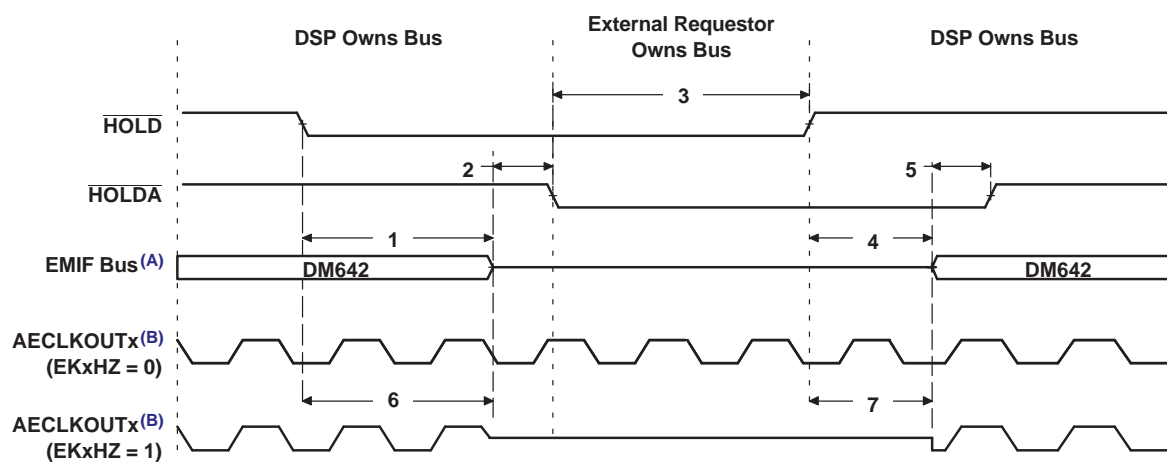 DSP Owns Bus
External Requestor
Owns Bus
DSP Owns Bus
3
HOLD
2
5
HOLDA
1
4
EMIF Bus (A)
DM642
DM642
AECLKOUTx (B)
(EKxHZ = 0)
6
7
AECLKOUTx (B)
(EKxHZ = 1)